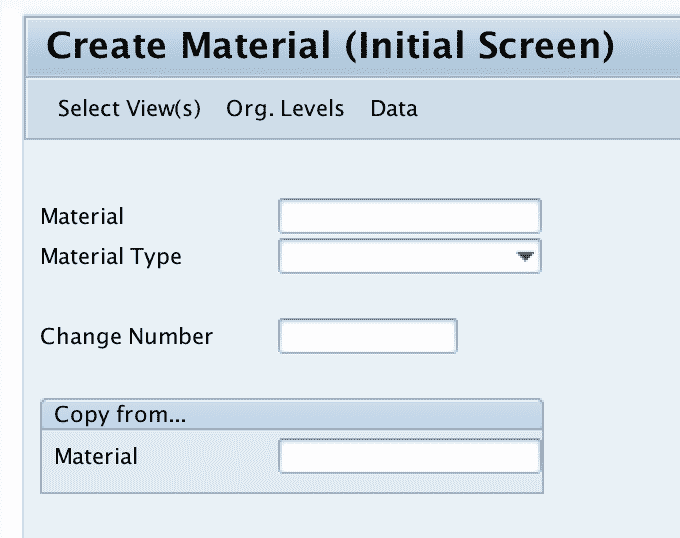 Create Material (Initial Screen)
Select View(s) Org. Levels Data
Material
Material Type
Change Number
Copy from...
Material